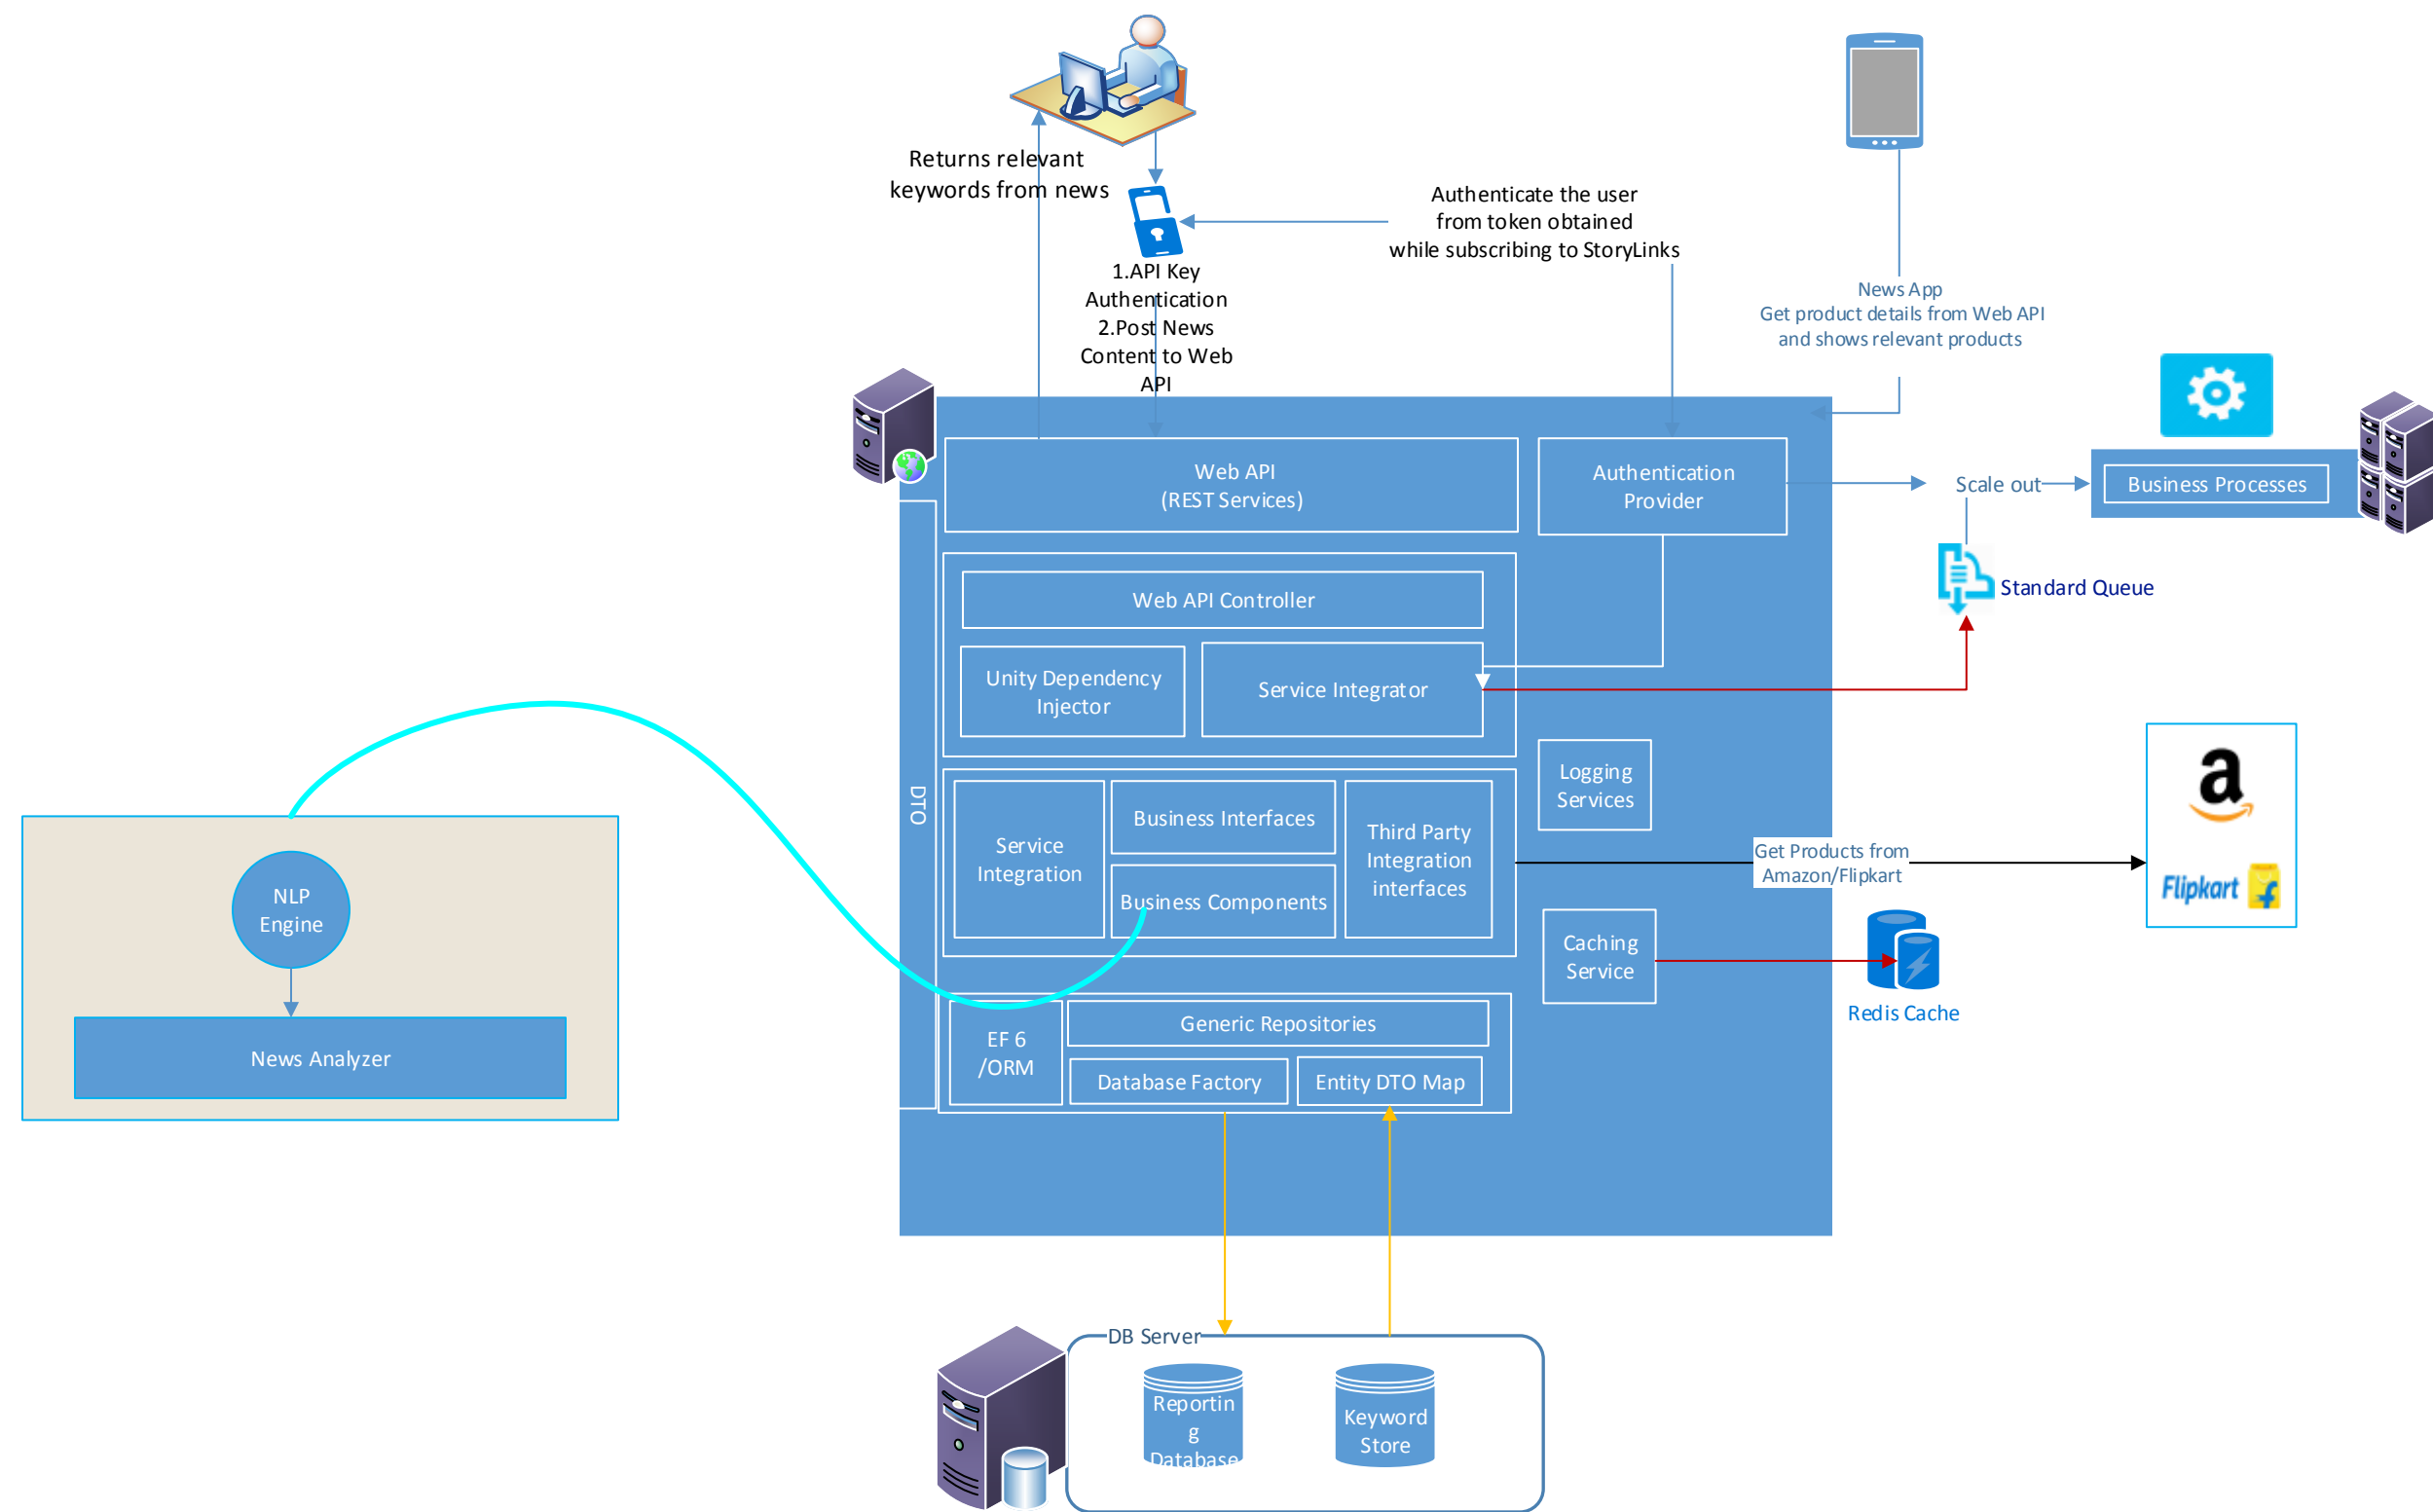 Returns relevant
keywords from news
1.API Key
Authentication
2.Post News
Content to Web
API
Authenticate the user
from token obtained
while subscribing to StoryLinks
News App
Get product details from Web API
and shows relevant products
Web API
(REST Services)
Authentication
Provider
Scale out
Business Processes
Standard Queue
Web API Controller
Unity Dependency
Injector
Service Integrator
DTO
Logging
Services
Service
Integration
Business Interfaces
Business Components
Third Party
Integration
interfaces
Get Products from
Amazon/Flipkart
a
Flipkart
f
Caching
Service
Redis Cache
NLP
Engine
News Analyzer
EF 6
/ORM
Generic Repositories
Database Factory
Entity DTO Map
DB Server
Reportin
g
Database
Keyword
Store